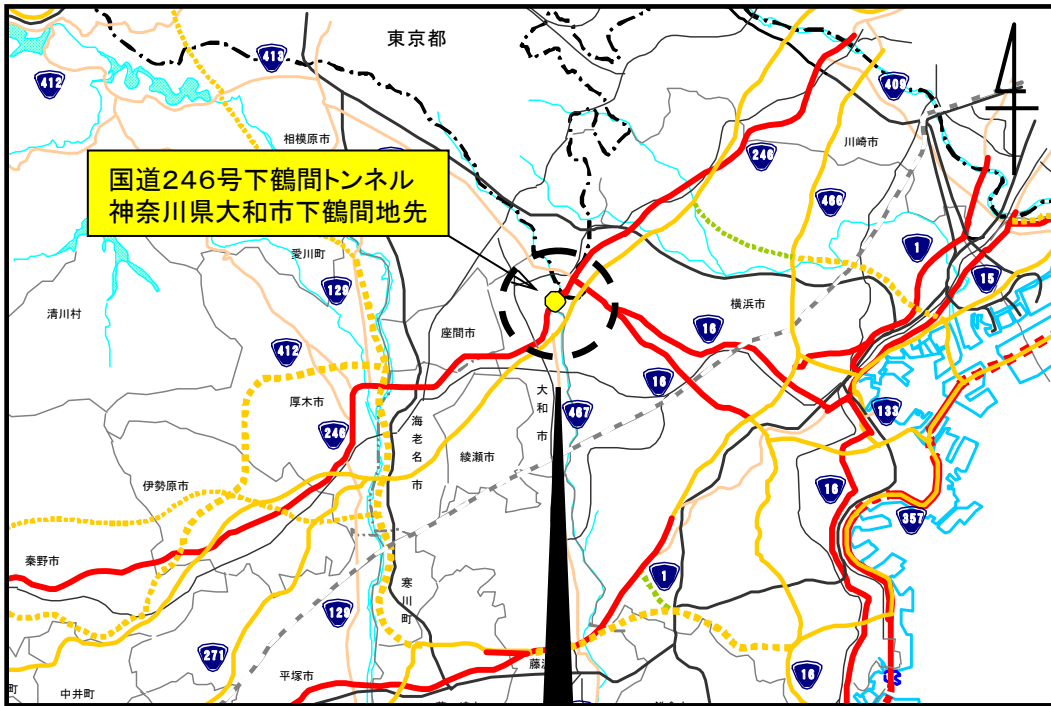 東京都
413
412
409
相模原市
川崎市
246
国道246号下鶴間トンネル
神奈川県大和市下鶴間地先
466
1
愛川町
15
129
清川村
横浜市
座間市
16
412
16
大和市
厚木市
133
467
海老名市
246
綾瀬市
伊勢原市
16
357
秦野市
1
寒川町
129
271
平塚市
16
中井町
町